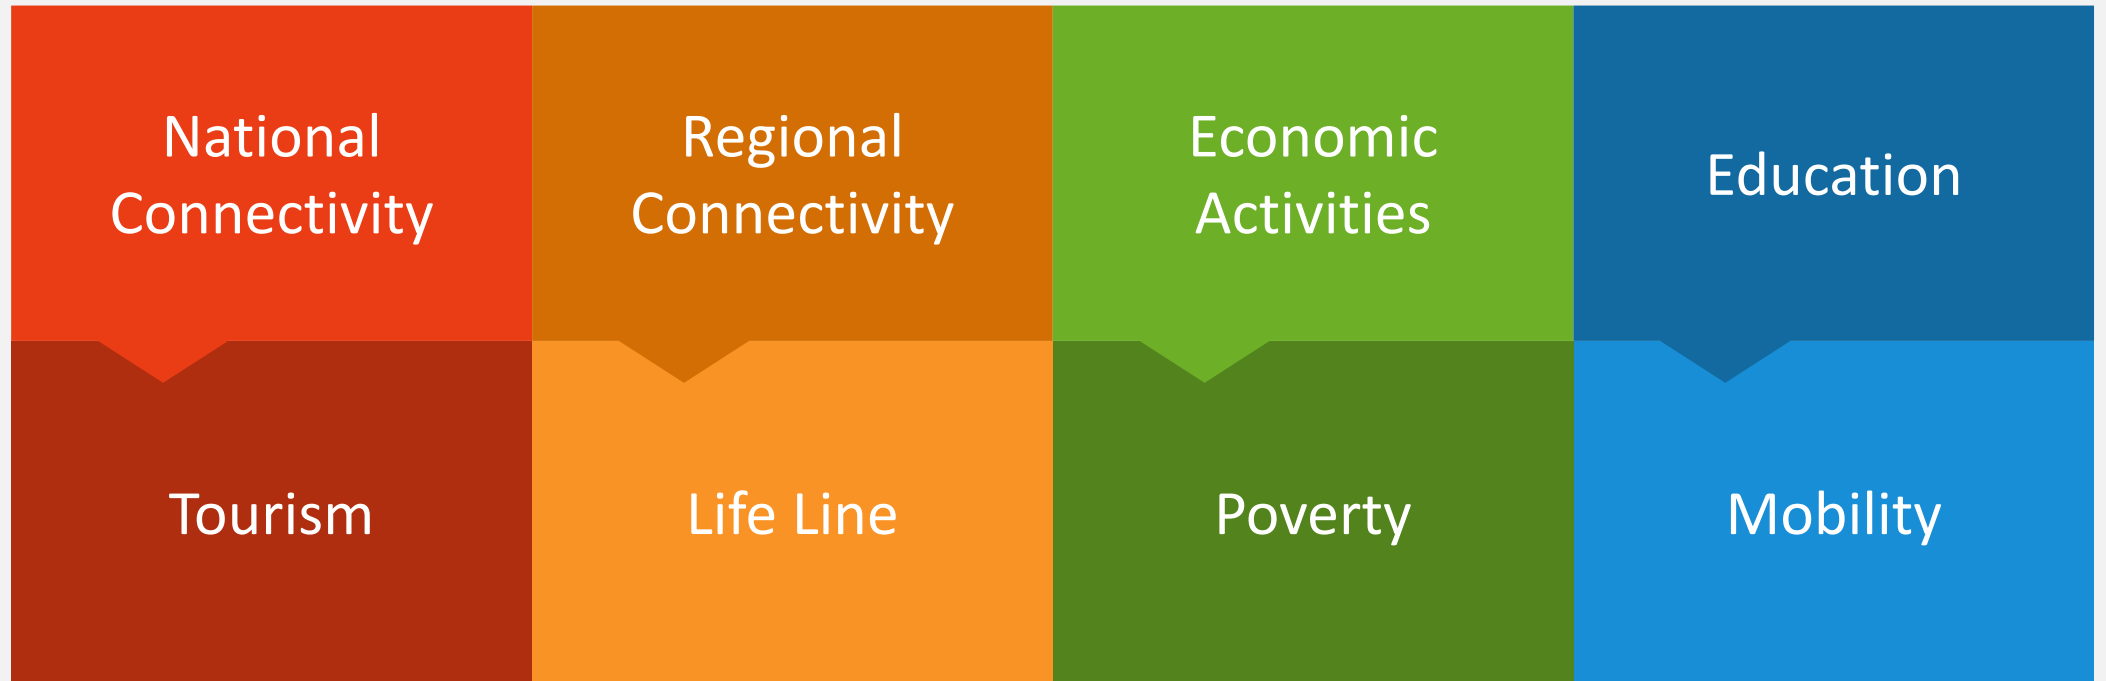 National
Connectivity
Regional
Connectivity
Economic
Activities
Education
Tourism
Life Line
Poverty
Mobility